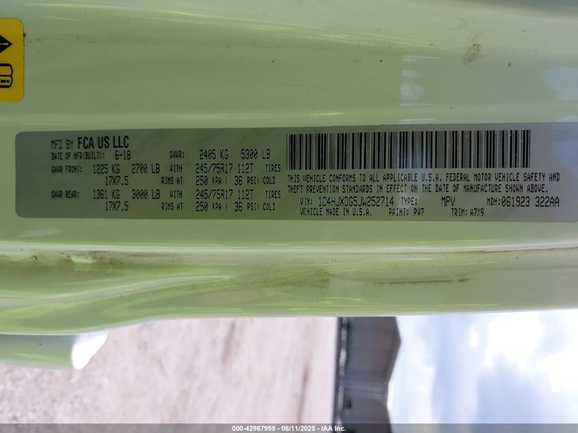 MFD BY FCA US LLC
DATE OF MFR(BUILT): 6-18 GVWR: 2405 KG 5300 LB
GAWR FRONT: 1225 KG 2700 LB WITH 245/75R17 112T TIRES
17X7.5 RIMS AT 250 KPA( 36 PSI) COLD
GAWR REAR: 1361 KG 3000 LB WITH 245/75R17 112T TIRES
17X7.5 RIMS AT 250 KPA( 36 PSI) COLD
THIS VEHICLE CONFORMS TO ALL APPLICABLE U.S.A. FEDERAL MOTOR VEHICLE SAFETY AND
THEFT PREVENTION STANDARDS IN EFFECT ON THE DATE OF MANUFACTURE SHOWN ABOVE.
VIN: 1C4HJXDG5JW252714 TYPE: MPV MDH:061923 322AA
VEHICLE MADE IN U.S.A. PAINT: PW7 TRIM: A7X9
000-42967959 - 08/11/2025 - IAA Inc.